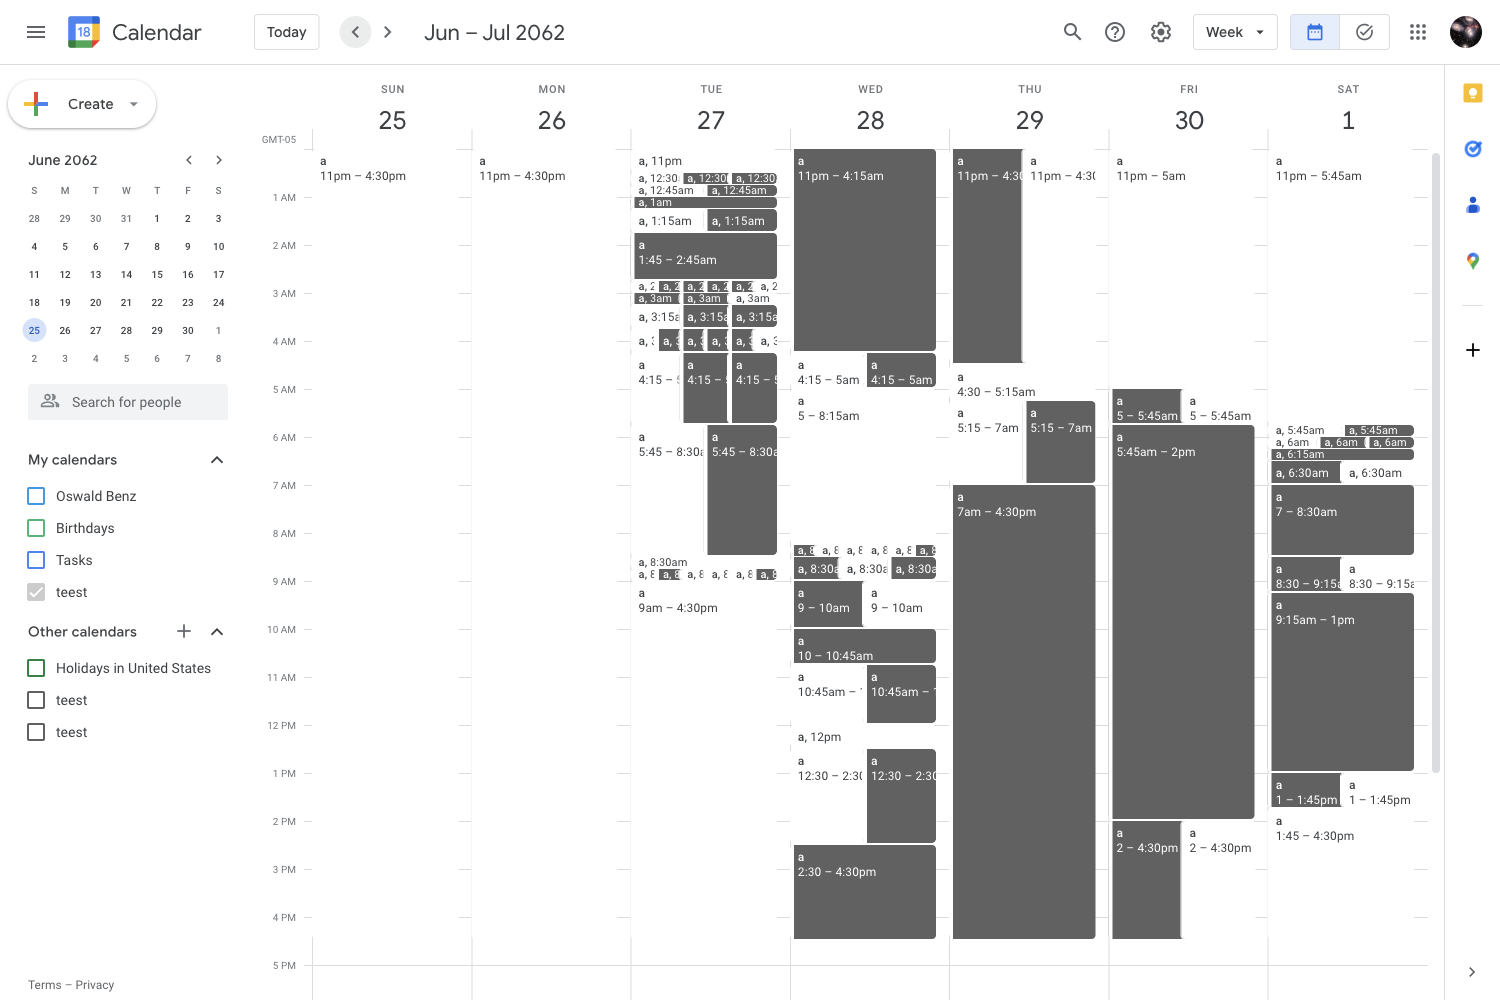 18 Calendar
Today
Jun – Jul 2062
Week
Create
June 2062
S M T W T F S
28 29 30 31 1 2 3
4 5 6 7 8 9 10
11 12 13 14 15 16 17
18 19 20 21 22 23 24
25 26 27 28 29 30 1
2 3 4 5 6 7 8
Search for people
My calendars
Oswald Benz
Birthdays
Tasks
teest
Other calendars
Holidays in United States
teest
teest
Terms – Privacy
GMT-05
1 AM
2 AM
3 AM
4 AM
5 AM
6 AM
7 AM
8 AM
9 AM
10 AM
11 AM
12 PM
1 PM
2 PM
3 PM
4 PM
5 PM
SUN
25
a
11pm – 4:30pm
MON
26
a
11pm – 4:30pm
TUE
27
a, 11pm
a, 12:30 a, 12:30 a, 12:30
a, 12:45am a, 12:45am
a, 1am
a, 1:15am a, 1:15am
a
1:45 – 2:45am
a, 2 a, 2 a, 2 a, 2 a, 2 a, 2
a, 3am a, 3am a, 3am
a, 3:15a a, 3:15a a, 3:15a
a, 3 a, 3 a, 3 a, 3 a, 3 a, 3
a a a
4:15 – 5 4:15 – 5 4:15 – 5
a a
5:45 – 8:30a 5:45 – 8:30a
a, 8:30am
a, 8 a, 8 a, 8 a, 8 a, 8 a, 8
a
9am – 4:30pm
WED
28
a
11pm – 4:15am
a a
4:15 – 5am 4:15 – 5am
a
5 – 8:15am
a, 8 a, 8 a, 8 a, 8 a, 8 a, 8
a, 8:30a a, 8:30a a, 8:30a
a a
9 – 10am 9 – 10am
a
10 – 10:45am
a a
10:45am – 1 10:45am – 1
a, 12pm
a a
12:30 – 2:30 12:30 – 2:30
a
2:30 – 4:30pm
THU
29
a a
11pm – 4:30 11pm – 4:30
a
4:30 – 5:15am
a a
5:15 – 7am 5:15 – 7am
a
7am – 4:30pm
FRI
30
a
11pm – 5am
a a
5 – 5:45am 5 – 5:45am
a
5:45am – 2pm
a a
2 – 4:30pm 2 – 4:30pm
SAT
1
a
11pm – 5:45am
a, 5:45am a, 5:45am
a, 6am a, 6am a, 6am
a, 6:15am
a, 6:30am a, 6:30am
a
7 – 8:30am
a a
8:30 – 9:15a 8:30 – 9:15a
a
9:15am – 1pm
a a
1 – 1:45pm 1 – 1:45pm
a
1:45 – 4:30pm